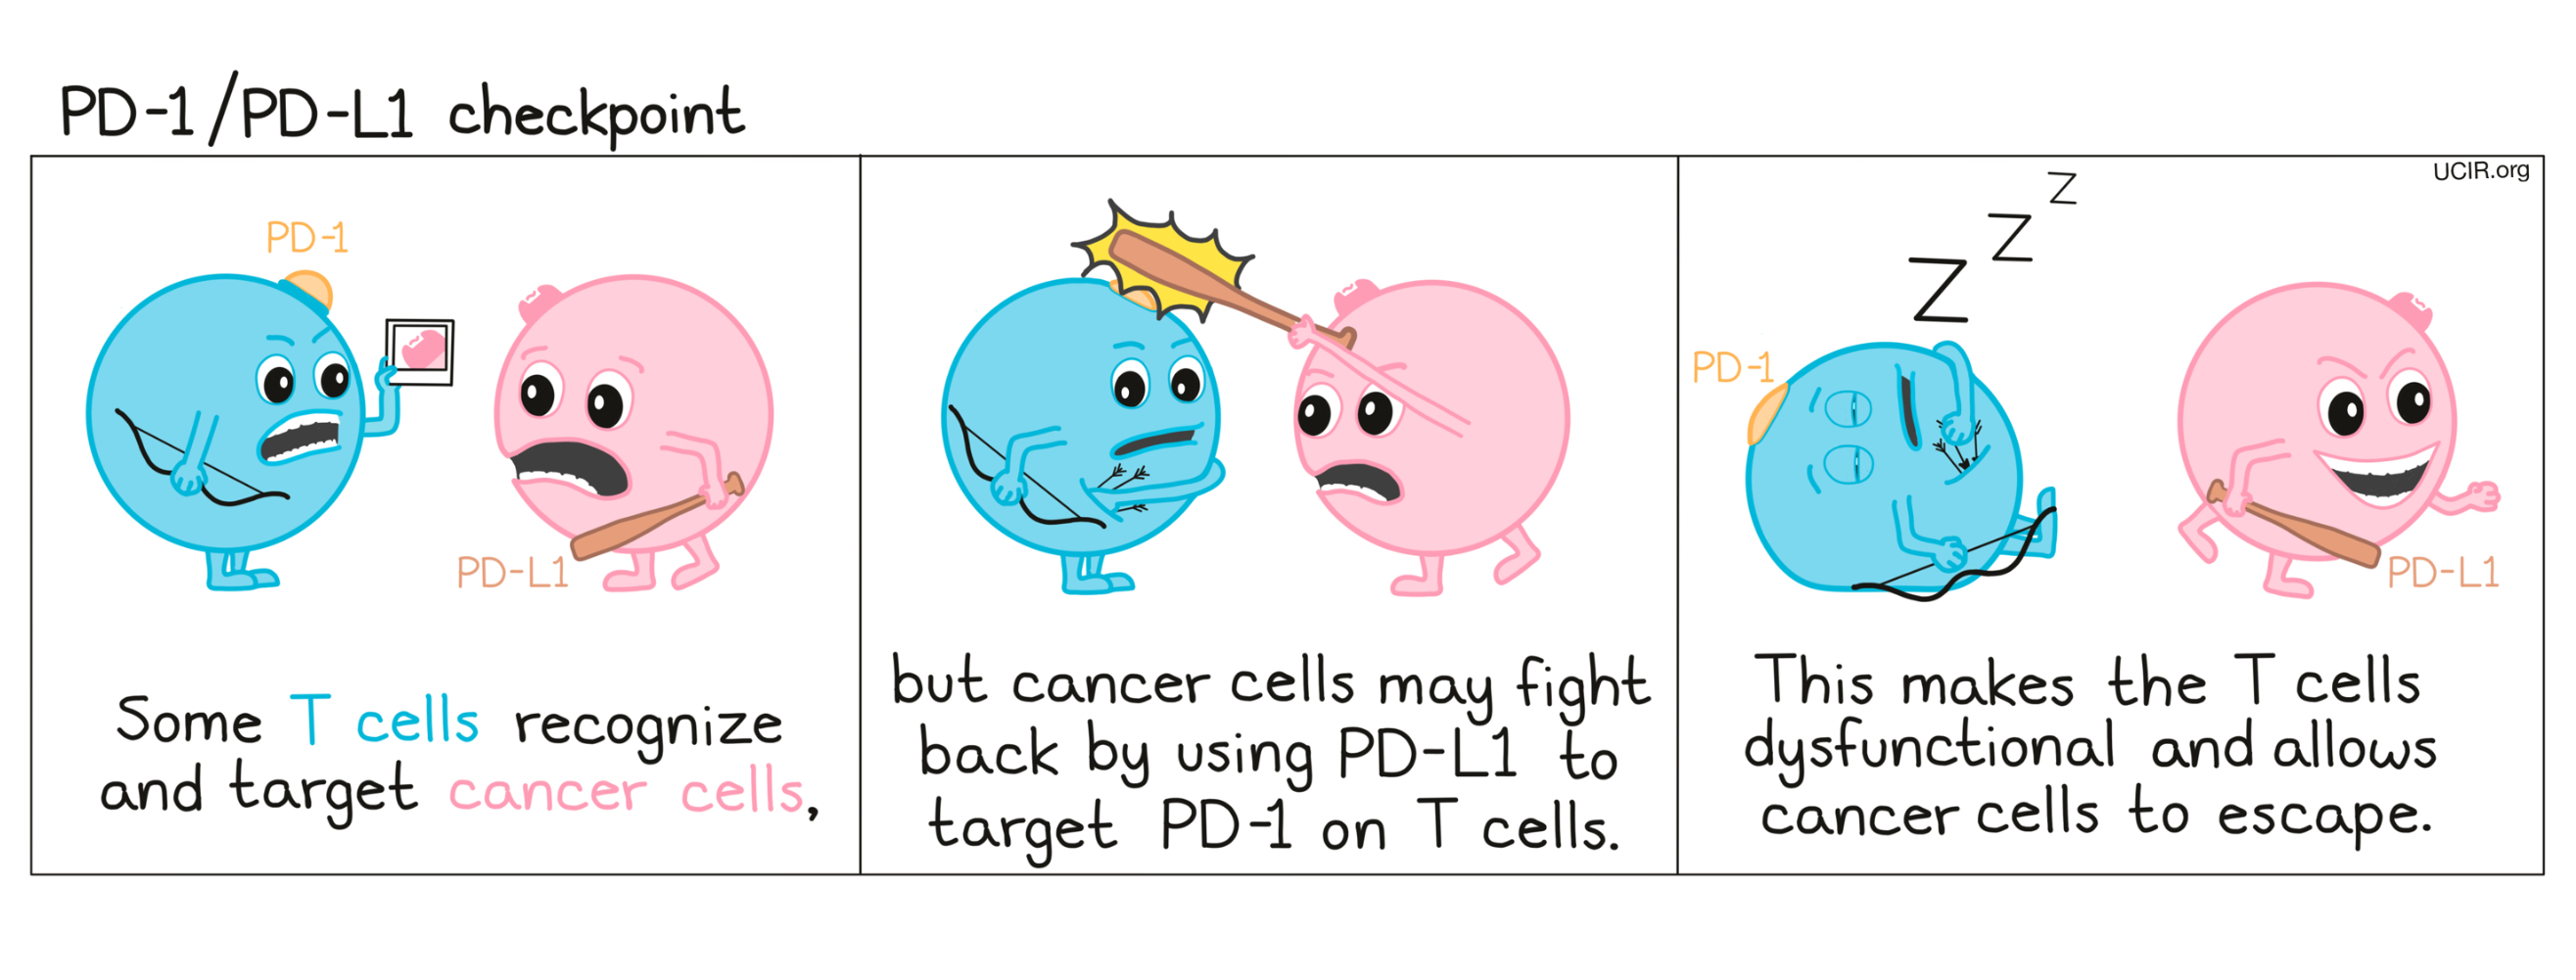 PD-1/PD-L1 checkpoint
UCIR.org
PD-1
PD-L1
Some T cells recognize
and target cancer cells,
but cancer cells may fight
back by using PD-L1 to
target PD-1 on T cells.
Z
Z
Z
PD-1
PD-L1
This makes the T cells
dysfunctional and allows
cancer cells to escape.